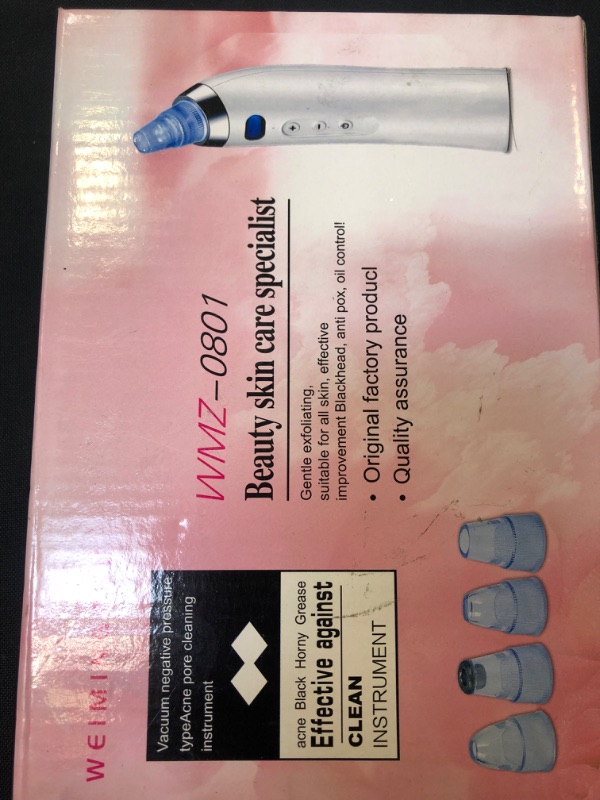 WMZ-0801
Beauty skin care specialist
Gentle exfoliating,
suitable for all skin, effective
improvement Blackhead, anti pox, oil control!
• Original factory producl
• Quality assurance
Vacuum negative pressure
typeAcne pore cleaning
instrument
acne Black Horny Grease
Effective against
CLEAN
INSTRUMENT